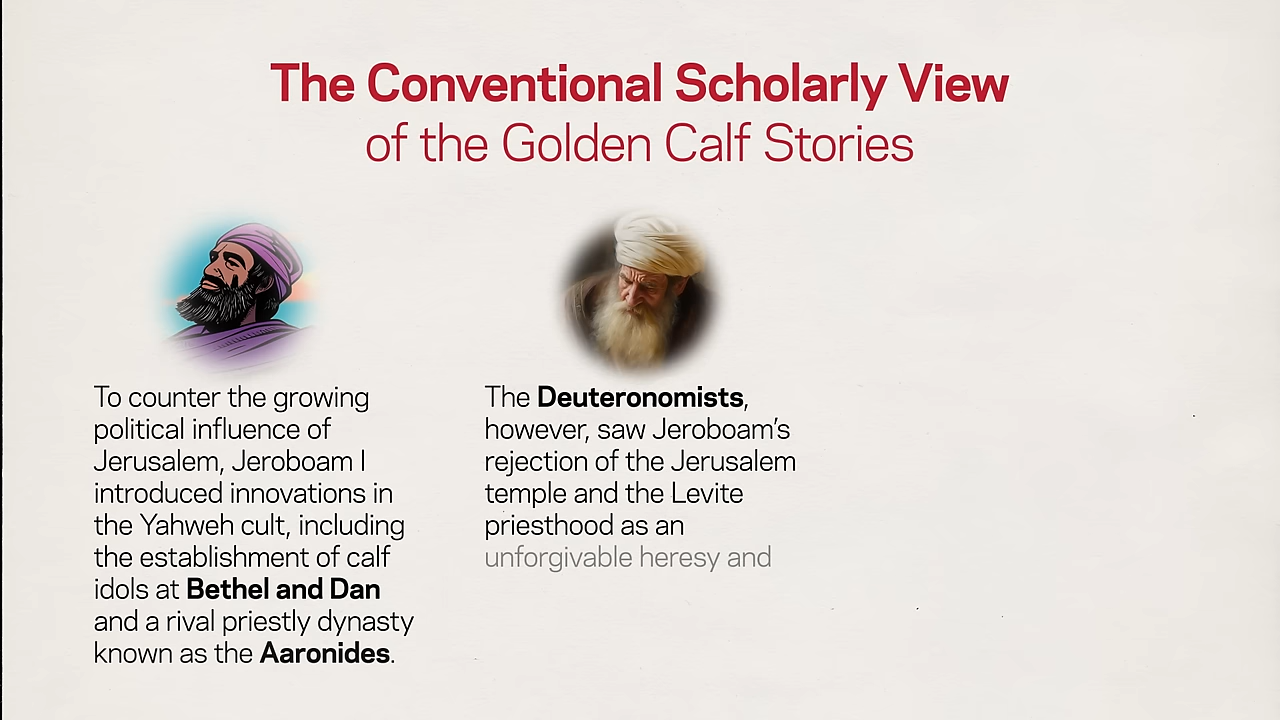 The Conventional Scholarly View
of the Golden Calf Stories
To counter the growing
political influence of
Jerusalem, Jeroboam I
introduced innovations in
the Yahweh cult, including
the establishment of calf
idols at Bethel and Dan
and a rival priestly dynasty
known as the Aaronides.
The Deuteronomists,
however, saw Jeroboam's
rejection of the Jerusalem
temple and the Levite
priesthood as an
unforgivable heresy and